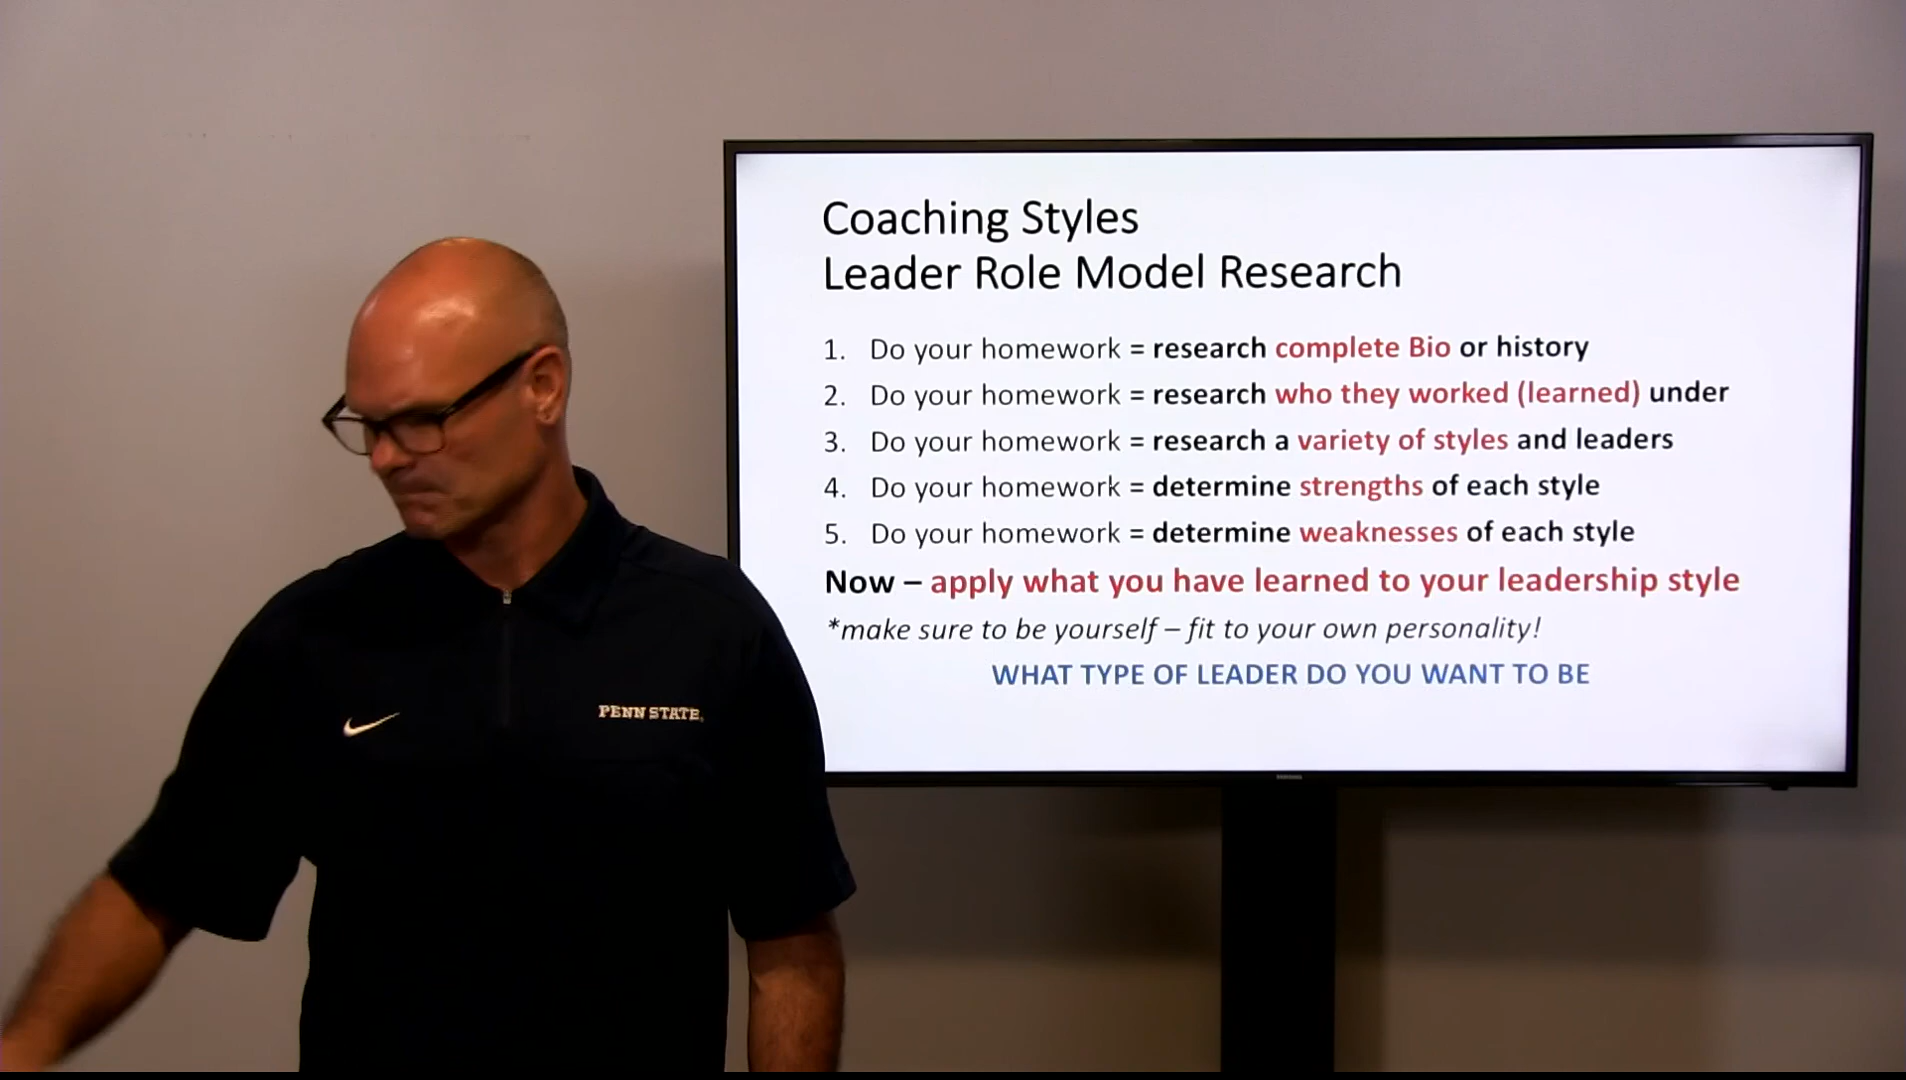 Coaching Styles
Leader Role Model Research
1. Do your homework = research complete Bio or history
2. Do your homework = research who they worked (learned) under
3. Do your homework = research a variety of styles and leaders
4. Do your homework = determine strengths of each style
5. Do your homework = determine weaknesses of each style
Now – apply what you have learned to your leadership style
*make sure to be yourself – fit to your own personality!
WHAT TYPE OF LEADER DO YOU WANT TO BE
PENN STATE.